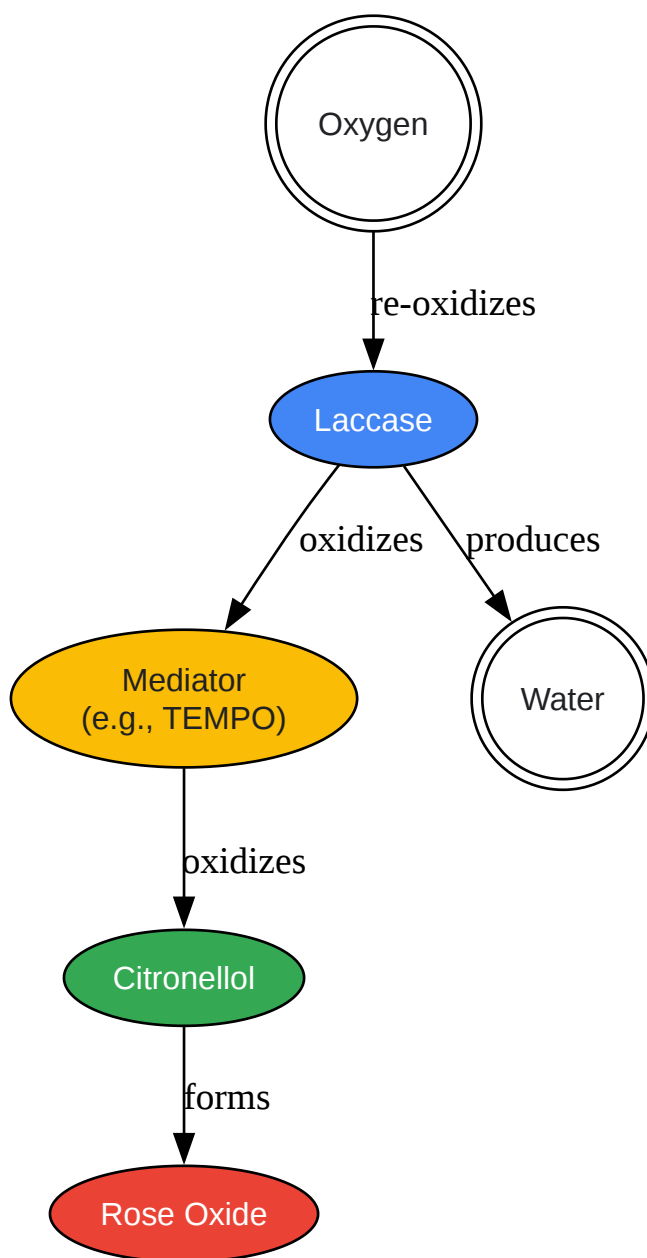 Oxygen
re-oxidizes
Laccase
oxidizes
produces
Mediator
(e.g., TEMPO)
Water
oxidizes
Citronellol
forms
Rose Oxide